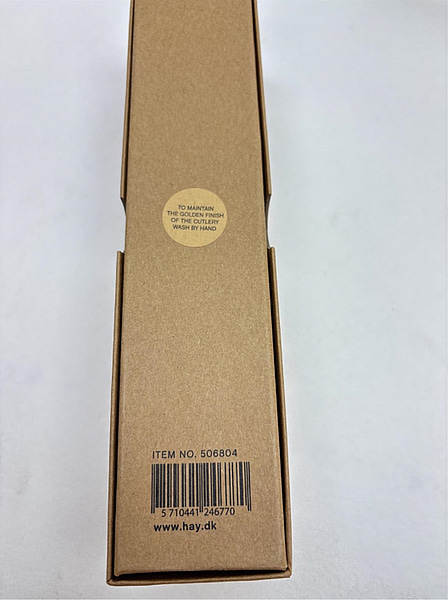 TO MAINTAIN
THE GOLDEN FINISH
OF THE CUTLERY
WASH BY HAND
ITEM NO. 506804
5 710441 246770
www.hay.dk